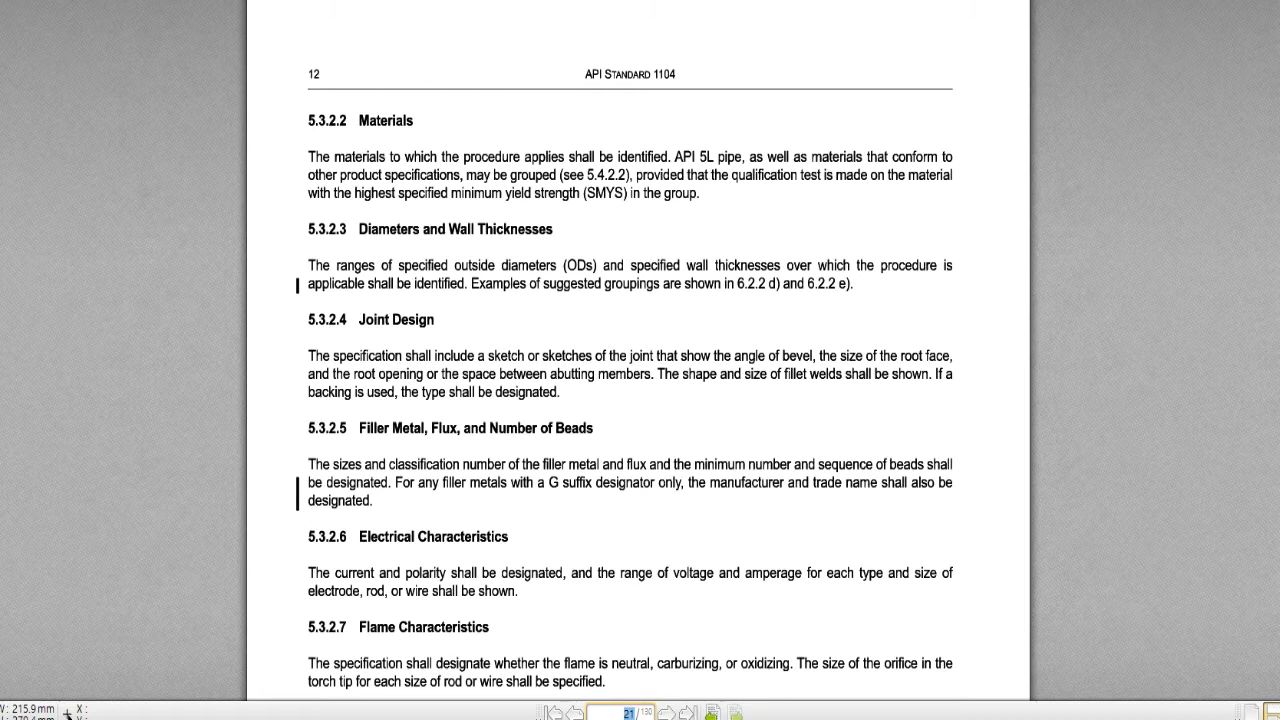 12
API STANDARD 1104
5.3.2.2 Materials
The materials to which the procedure applies shall be identified. API 5L pipe, as well as materials that conform to
other product specifications, may be grouped (see 5.4.2.2), provided that the qualification test is made on the material
with the highest specified minimum yield strength (SMYS) in the group.
5.3.2.3 Diameters and Wall Thicknesses
The ranges of specified outside diameters (ODs) and specified wall thicknesses over which the procedure is
applicable shall be identified. Examples of suggested groupings are shown in 6.2.2 d) and 6.2.2 e).
5.3.2.4 Joint Design
The specification shall include a sketch or sketches of the joint that show the angle of bevel, the size of the root face,
and the root opening or the space between abutting members. The shape and size of fillet welds shall be shown. If a
backing is used, the type shall be designated.
5.3.2.5 Filler Metal, Flux, and Number of Beads
The sizes and classification number of the filler metal and flux and the minimum number and sequence of beads shall
be designated. For any filler metals with a G suffix designator only, the manufacturer and trade name shall also be
designated.
5.3.2.6 Electrical Characteristics
The current and polarity shall be designated, and the range of voltage and amperage for each type and size of
electrode, rod, or wire shall be shown.
5.3.2.7 Flame Characteristics
The specification shall designate whether the flame is neutral, carburizing, or oxidizing. The size of the orifice in the
torch tip for each size of rod or wire shall be specified.
: 215.9 mm X:
21 / 130